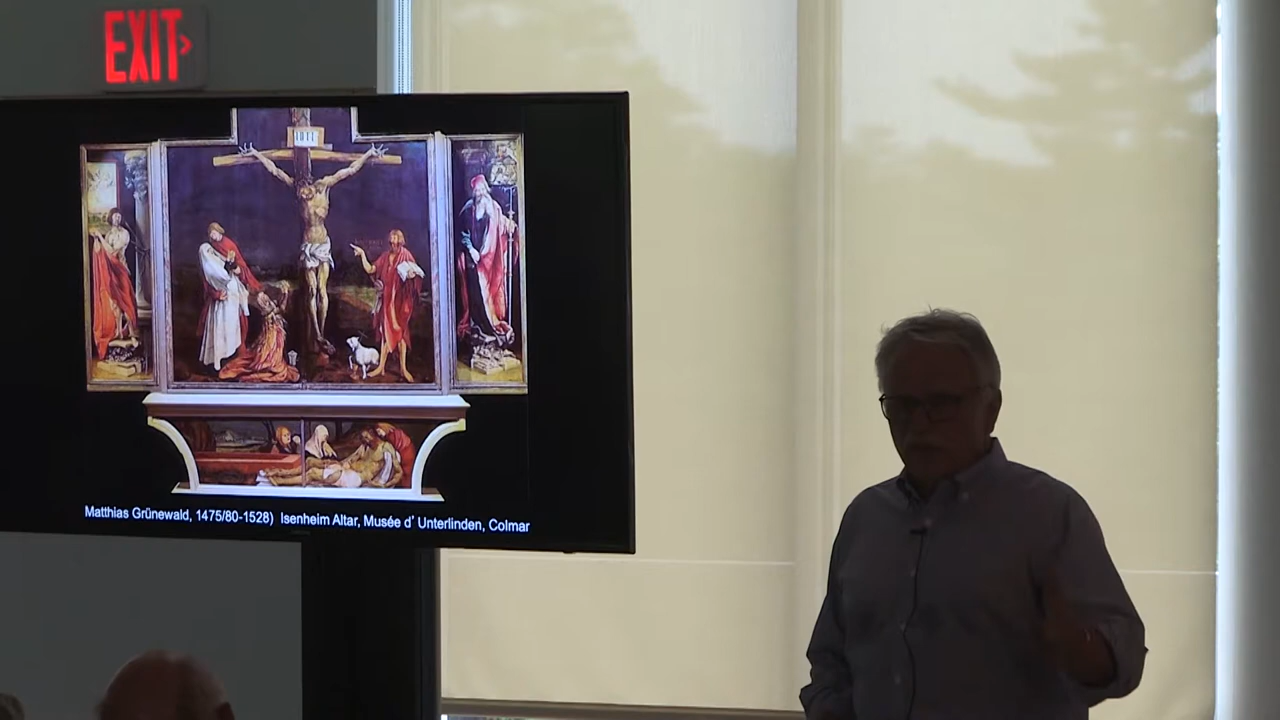 EXIT
Matthias Grünewald, 1475/80-1528) Isenheim Altar, Musée d' Unterlinden, Colmar